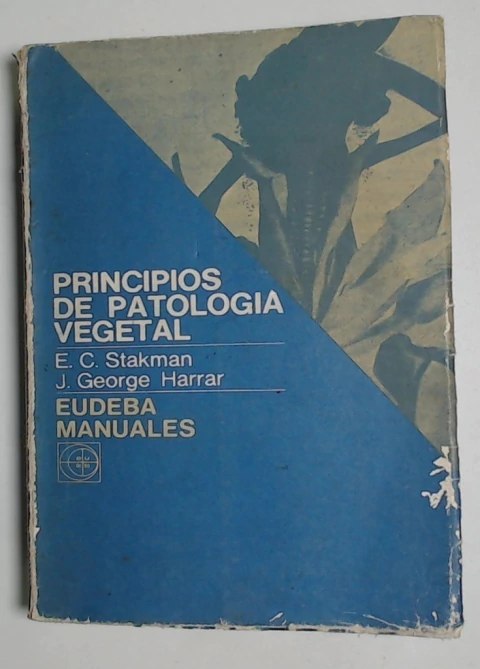 PRINCIPIOS
DE PATOLOGIA
VEGETAL
E. C. Stakman
J. George Harrar
EUDEBA
MANUALES